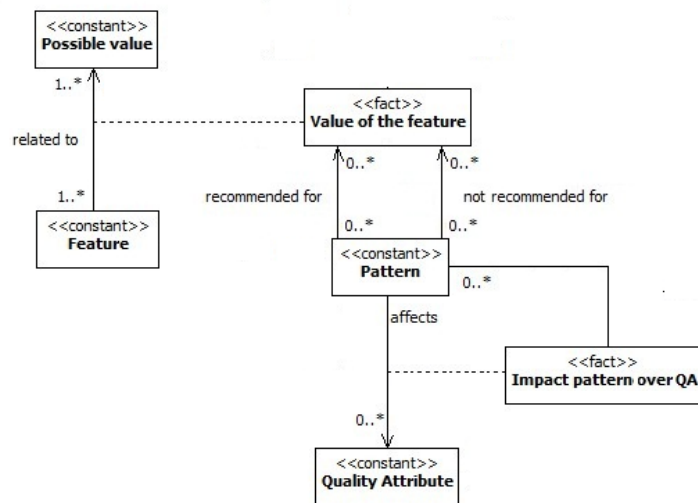 <<constant>>
Possible value
1..*
<<fact>>
Value of the feature
related to
0..*
0..*
1..*
recommended for
not recommended for
<<constant>>
Feature
0..*
0..*
<<constant>>
Pattern
0..*
affects
<<fact>>
Impact pattern over QA
0..*
<<constant>>
Quality Attribute